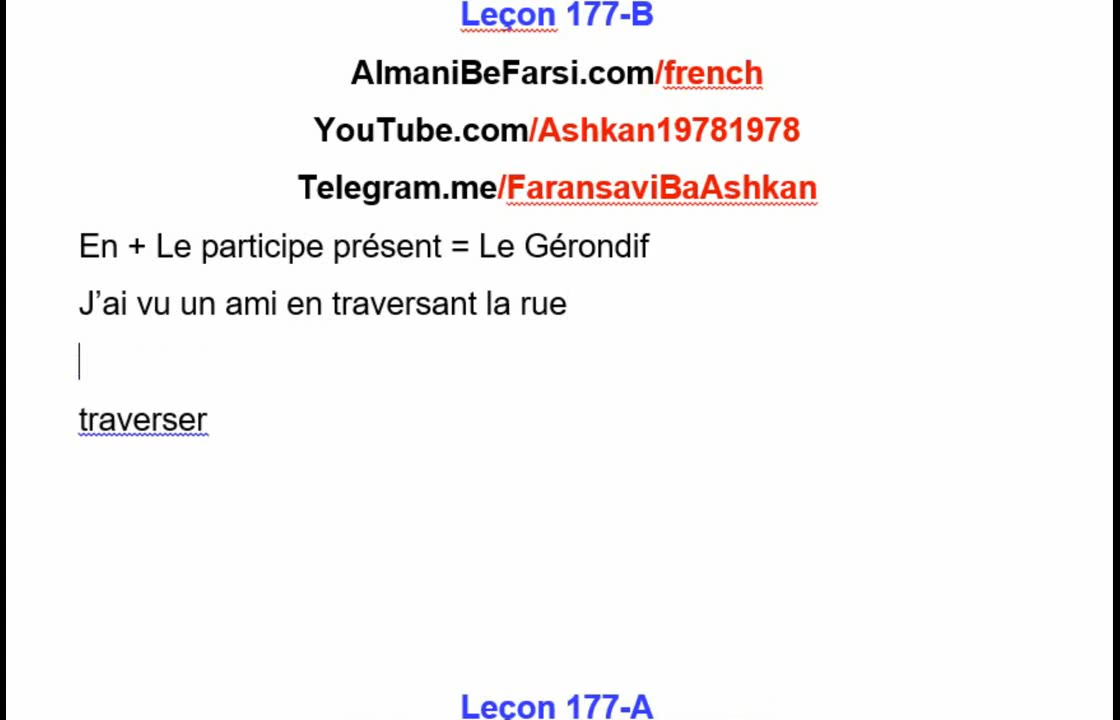 Leçon 177-B
AlmaniBeFarsi.com/french
YouTube.com/Ashkan19781978
Telegram.me/FaransaviBaAshkan
En + Le participe présent = Le Gérondif
J’ai vu un ami en traversant la rue
traverser
Leçon 177-A